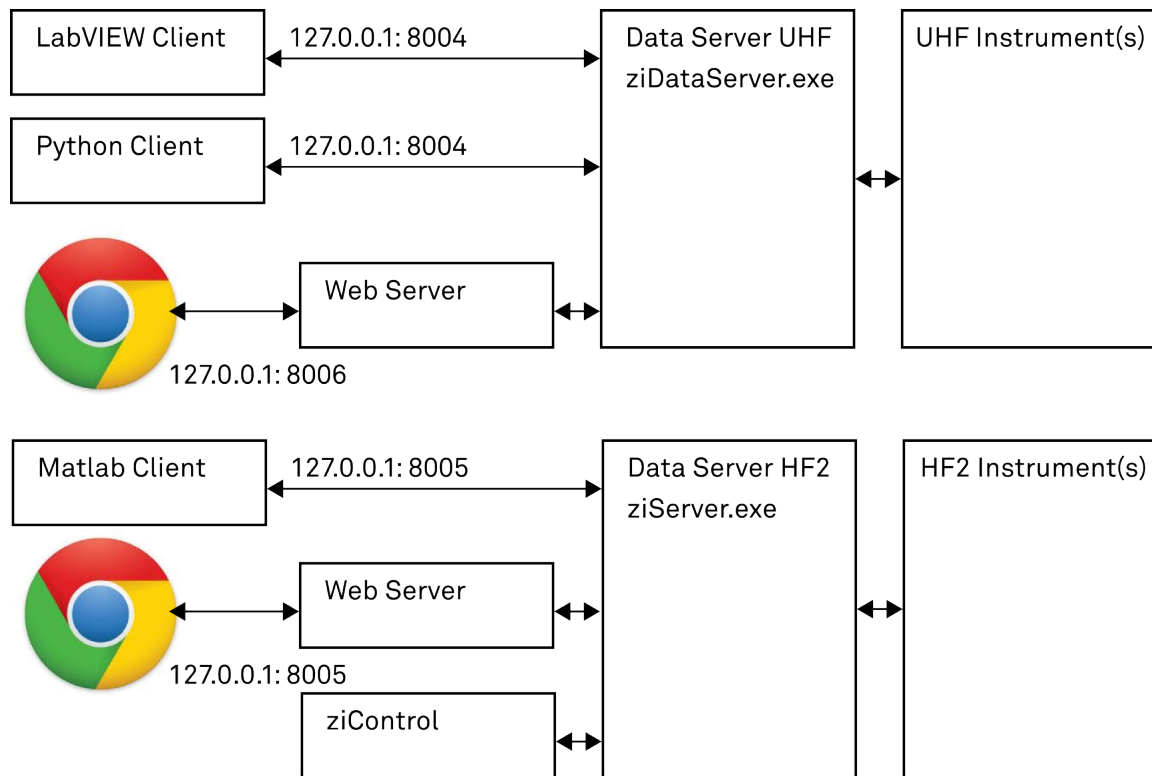 LabVIEW Client
127.0.0.1: 8004
Data Server UHF
ziDataServer.exe
UHF Instrument(s)
Python Client
127.0.0.1: 8004
Web Server
127.0.0.1: 8006
Matlab Client
127.0.0.1: 8005
Data Server HF2
ziServer.exe
HF2 Instrument(s)
Web Server
127.0.0.1: 8005
ziControl